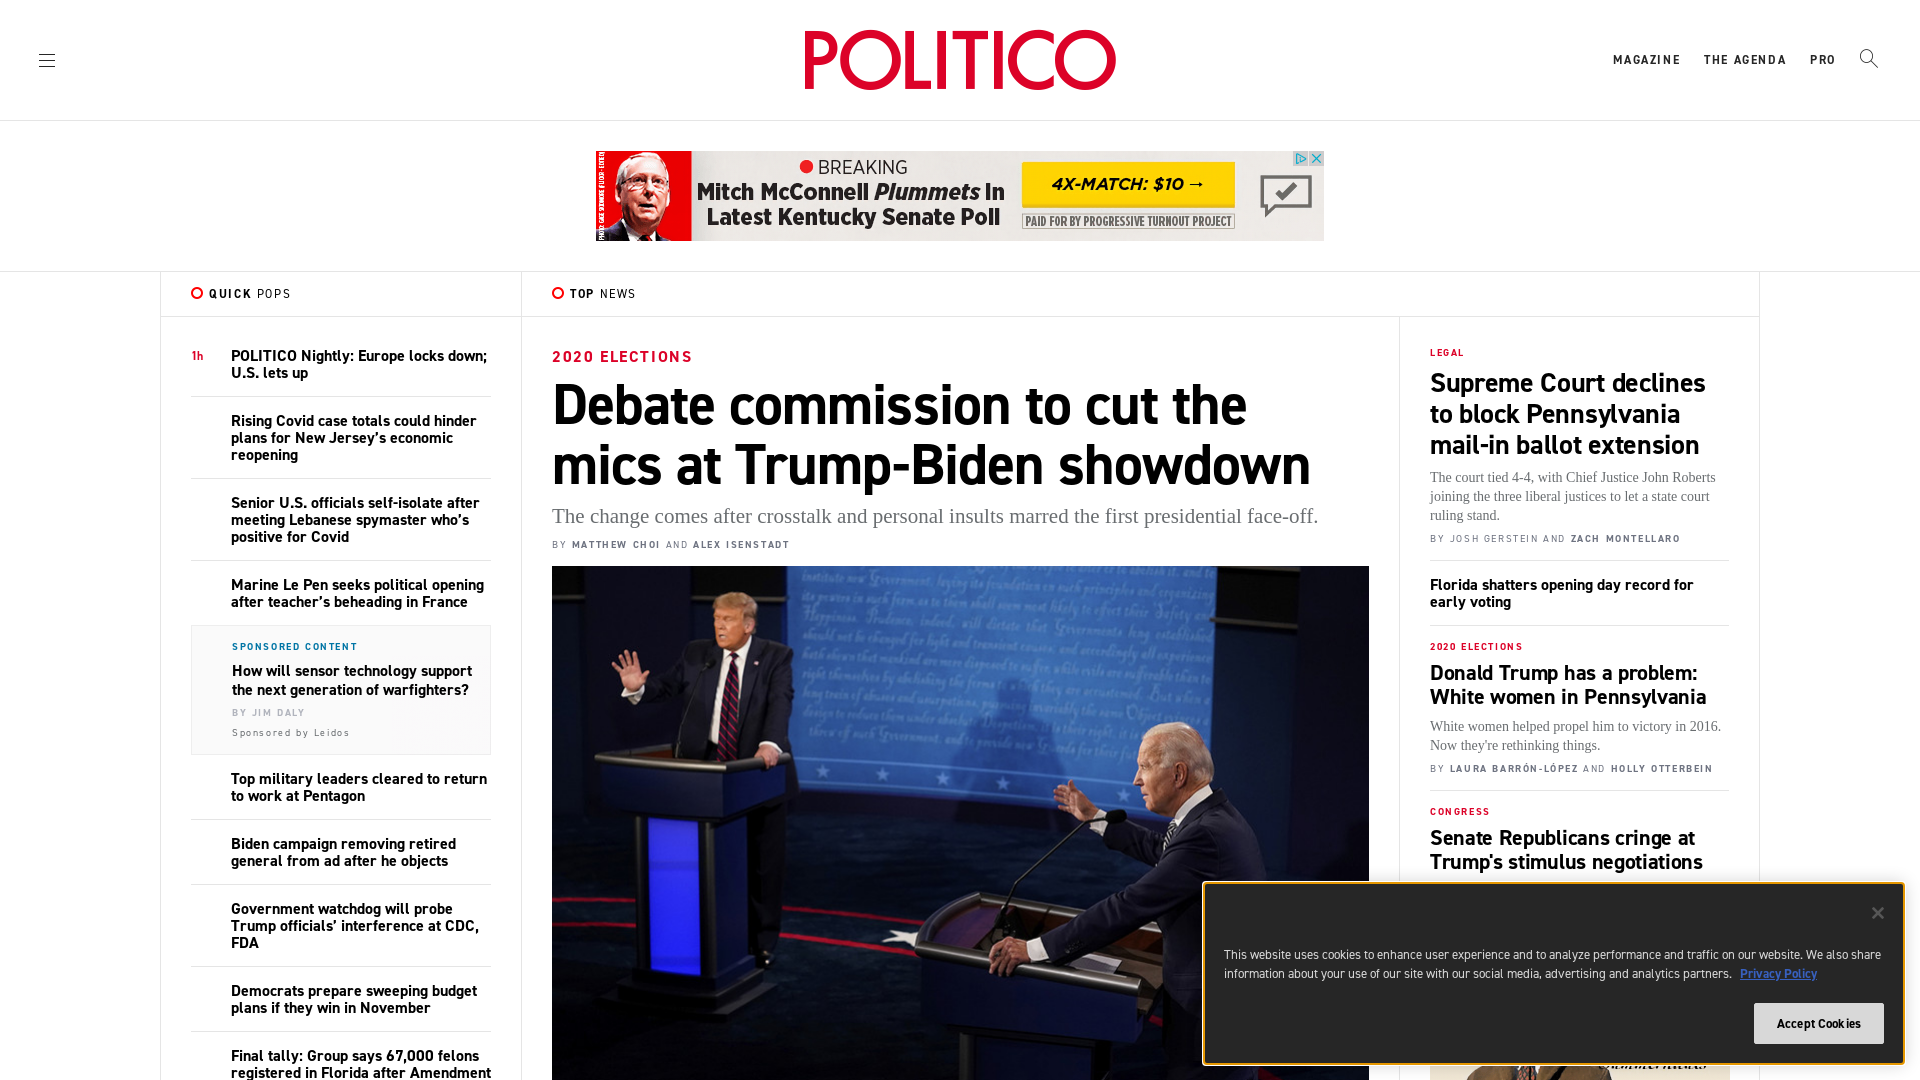 POLITICO
MAGAZINE
THE AGENDA
PRO
BREAKING
Mitch McConnell Plummets In
Latest Kentucky Senate Poll
4X-MATCH: $10 →
PAID FOR BY PROGRESSIVE TURNOUT PROJECT
QUICK POPS
1h
POLITICO Nightly: Europe locks down;
U.S. lets up
Rising Covid case totals could hinder
plans for New Jersey’s economic
reopening
Senior U.S. officials self-isolate after
meeting Lebanese spymaster who’s
positive for Covid
Marine Le Pen seeks political opening
after teacher’s beheading in France
SPONSORED CONTENT
How will sensor technology support
the next generation of warfighters?
BY JIM DALY
Sponsored by Leidos
Top military leaders cleared to return
to work at Pentagon
Biden campaign removing retired
general from ad after he objects
Government watchdog will probe
Trump officials’ interference at CDC,
FDA
Democrats prepare sweeping budget
plans if they win in November
Final tally: Group says 67,000 felons
registered in Florida after Amendment
TOP NEWS
2020 ELECTIONS
Debate commission to cut the
mics at Trump-Biden showdown
The change comes after crosstalk and personal insults marred the first presidential face-off.
BY MATTHEW CHOI AND ALEX ISENSTADT
LEGAL
Supreme Court declines
to block Pennsylvania
mail-in ballot extension
The court tied 4-4, with Chief Justice John Roberts
joining the three liberal justices to let a state court
ruling stand.
BY JOSH GERSTEIN AND ZACH MONTELLARO
Florida shatters opening day record for
early voting
2020 ELECTIONS
Donald Trump has a problem:
White women in Pennsylvania
White women helped propel him to victory in 2016.
Now they're rethinking things.
BY LAURA BARRÓN-LÓPEZ AND HOLLY OTTERBEIN
CONGRESS
Senate Republicans cringe at
Trump's stimulus negotiations
This website uses cookies to enhance user experience and to analyze performance and traffic on our website. We also share
information about your use of our site with our social media, advertising and analytics partners. Privacy Policy
Accept Cookies